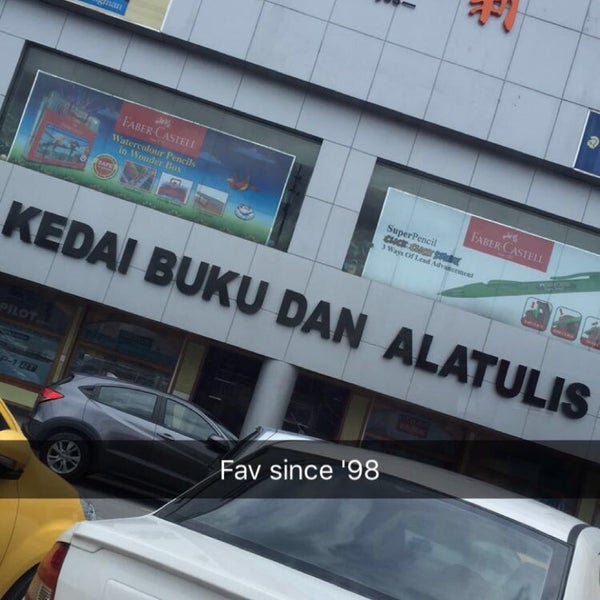 新
FABER-CASTELL
Watercolour Pencils
in Wonder Box
SuperPencil
3 Ways Of Lead Advancement
FABER-CASTELL
KEDAI BUKU DAN ALATULIS
PILOT
Fav since '98